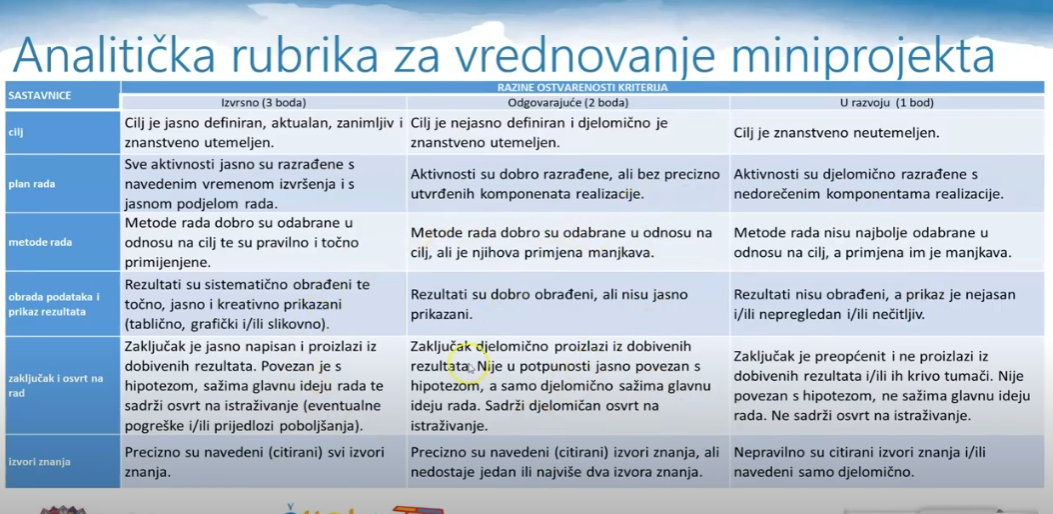 Analitička rubrika za vrednovanje miniprojekta
SASTAVNICE
RAZINE OSTVARENOSTI KRITERIJA
Izvrsno (3 boda)
Odgovarajuće (2 boda)
U razvoju (1 bod)
cilj
Cilj je jasno definiran, aktualan, zanimljiv i
znanstveno utemeljen.
Cilj je nejasno definiran i djelomično je
znanstveno utemeljen.
Cilj je znanstveno neutemeljen.
plan rada
Sve aktivnosti jasno su razrađene s
navedenim vremenom izvršenja i s
jasnom podjelom rada.
Aktivnosti su dobro razrađene, ali bez precizno
utvrđenih komponenata realizacije.
Aktivnosti su djelomično razrađene s
nedorečenim komponentama realizacije.
metode rada
Metode rada dobro su odabrane u
odnosu na cilj te su pravilno i točno
primijenjene.
Metode rada dobro su odabrane u odnosu na
cilj, ali je njihova primjena manjkava.
Metode rada nisu najbolje odabrane u
odnosu na cilj, a primjena im je manjkava.
obrada podataka i
prikaz rezultata
Rezultati su sistematično obrađeni te
točno, jasno i kreativno prikazani
(tablično, grafički i/ili slikovno).
Rezultati su dobro obrađeni, ali nisu jasno
prikazani.
Rezultati nisu obrađeni, a prikaz je nejasan
i/ili nepregledan i/ili nečitljiv.
zaključak i osvrt na
rad
Zaključak je jasno napisan i proizlazi iz
dobivenih rezultata. Povezan je s
hipotezom, sažima glavnu ideju rada te
sadrži osvrt na istraživanje (eventualne
pogreške i/ili prijedlozi poboljšanja).
Zaključak djelomično proizlazi iz dobivenih
rezultata. Nije u potpunosti jasno povezan s
hipotezom, a samo djelomično sažima glavnu
ideju rada. Sadrži djelomičan osvrt na
istraživanje.
Zaključak je preopćenit i ne proizlazi iz
dobivenih rezultata i/ili ih krivo tumači. Nije
povezan s hipotezom, ne sažima glavnu ideju
rada. Ne sadrži osvrt na istraživanje.
izvori znanja
Precizno su navedeni (citirani) svi izvori
znanja.
Precizno su navedeni (citirani) izvori znanja, ali
nedostaje jedan ili najviše dva izvora znanja.
Nepravilno su citirani izvori znanja i/ili
navedeni samo djelomično.